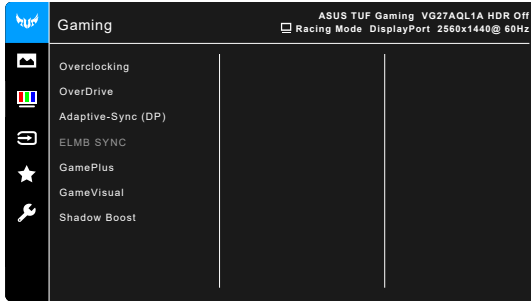 Gaming
ASUS TUF Gaming VG27AQL1A HDR Off
Racing Mode DisplayPort 2560x1440@ 60Hz
Overclocking
OverDrive
Adaptive-Sync (DP)
ELMB SYNC
GamePlus
GameVisual
Shadow Boost